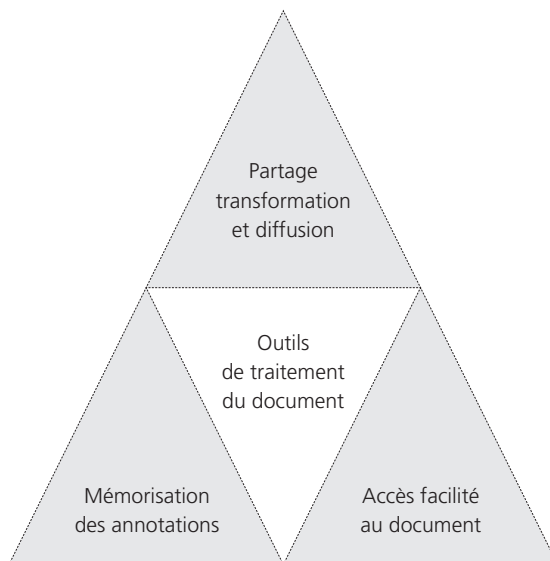 Partage
transformation
et diffusion
Outils
de traitement
du document
Mémorisation
des annotations
Accès facilité
au document